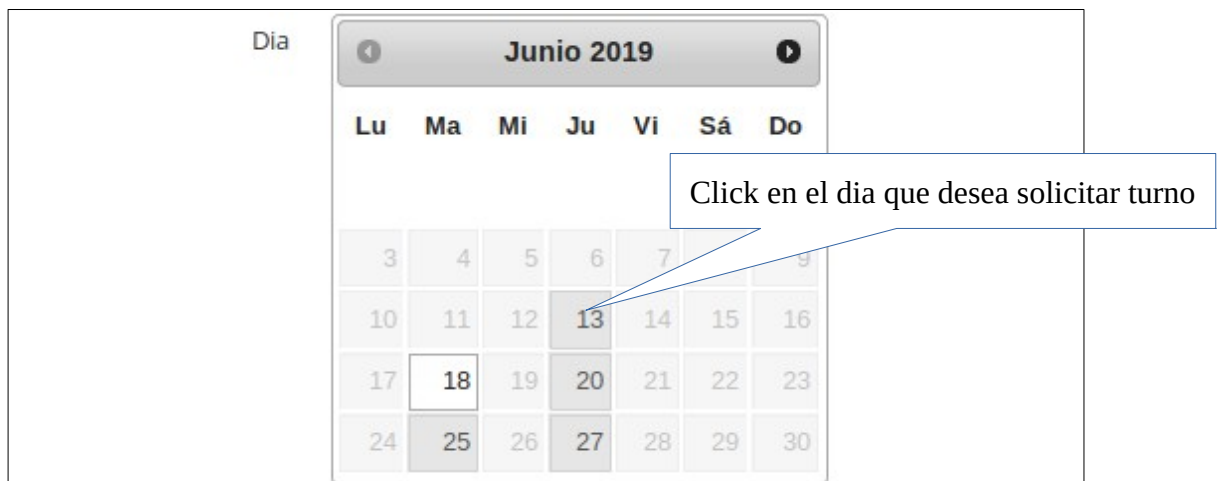 Dia
Junio 2019
Lu Ma Mi Ju Vi Sá Do
Click en el dia que desea solicitar turno
3 4 5 6 7 9
10 11 12 13 14 15 16
17 18 19 20 21 22 23
24 25 26 27 28 29 30